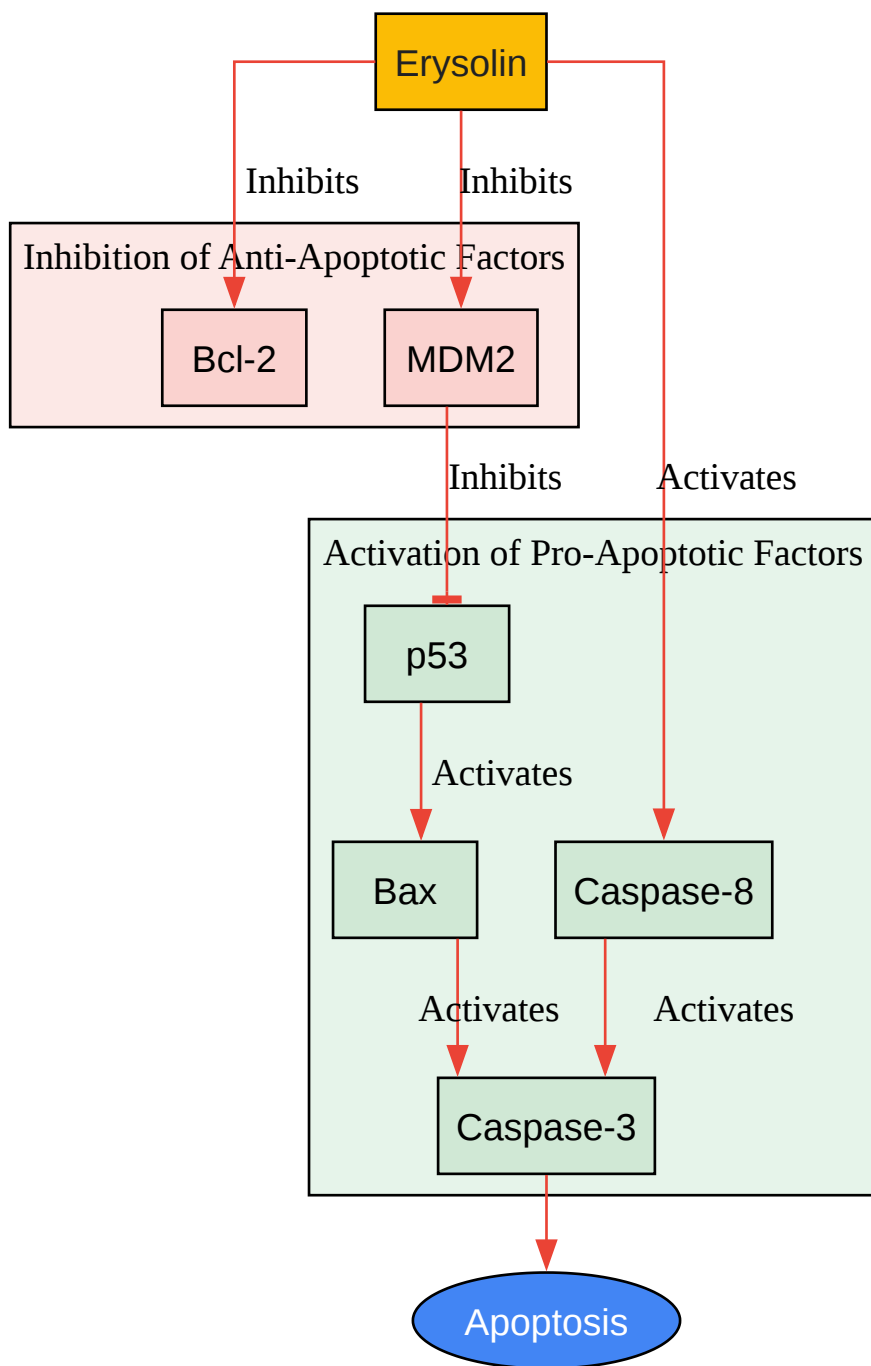 Erysolin
Inhibits
Inhibits
Inhibition of Anti-Apoptotic Factors
Bcl-2
MDM2
Inhibits
Activates
Activation of Pro-Apoptotic Factors
p53
Activates
Bax
Caspase-8
Activates
Activates
Caspase-3
Apoptosis